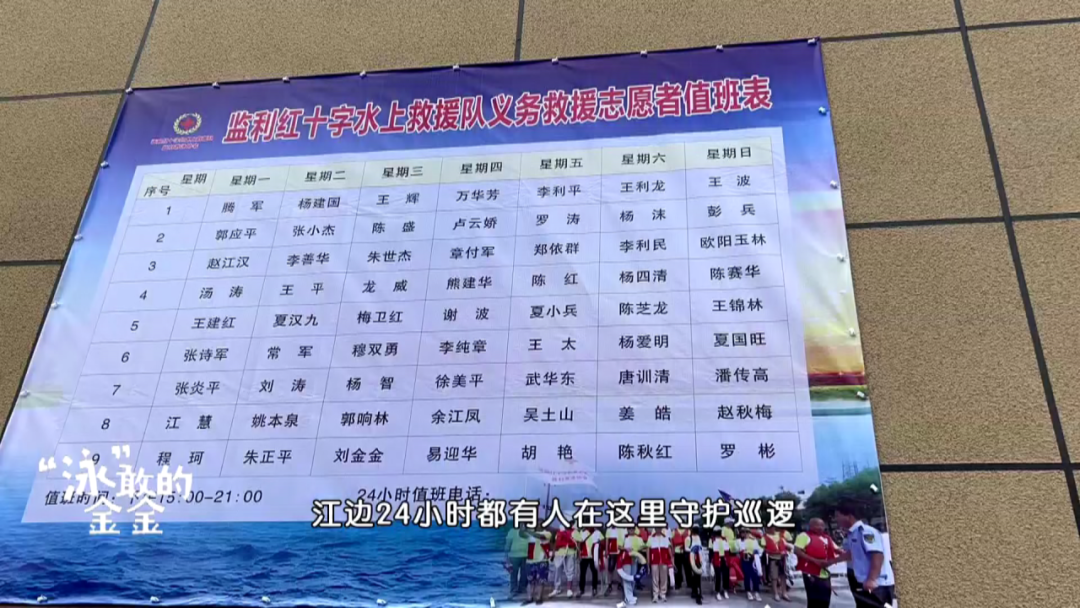 监利红十字水上救援队义务救援志愿者值班表
序号 星期 星期一 星期二 星期三 星期四 星期五 星期六 星期日
1 腾军 杨建国 王辉 万华芳 李利平 王利龙 王波
2 郭应平 张小杰 陈盛 卢云娇 罗涛 杨沫 彭兵
3 赵江汉 李善华 朱世杰 章付军 郑依群 李利民 欧阳玉林
4 汤涛 王平 龙威 熊建华 陈红 杨四清 陈赛华
5 王建红 夏汉九 梅卫红 谢波 夏小兵 陈芝龙 王锦林
6 张诗军 常军 穆双勇 李纯章 王太 杨爱明 夏国旺
7 张炎平 刘涛 杨智 徐美平 武华东 唐训清 潘传高
8 江慧 姚本泉 郭响林 余江凤 吴土山 姜皓 赵秋梅
9 程珂 朱正平 刘金金 易迎华 胡艳 陈秋红 罗彬
值班时间：下午15:00-21:00 24小时值班电话：
“泳”敢的
金金
江边24小时都有人在这里守护巡逻